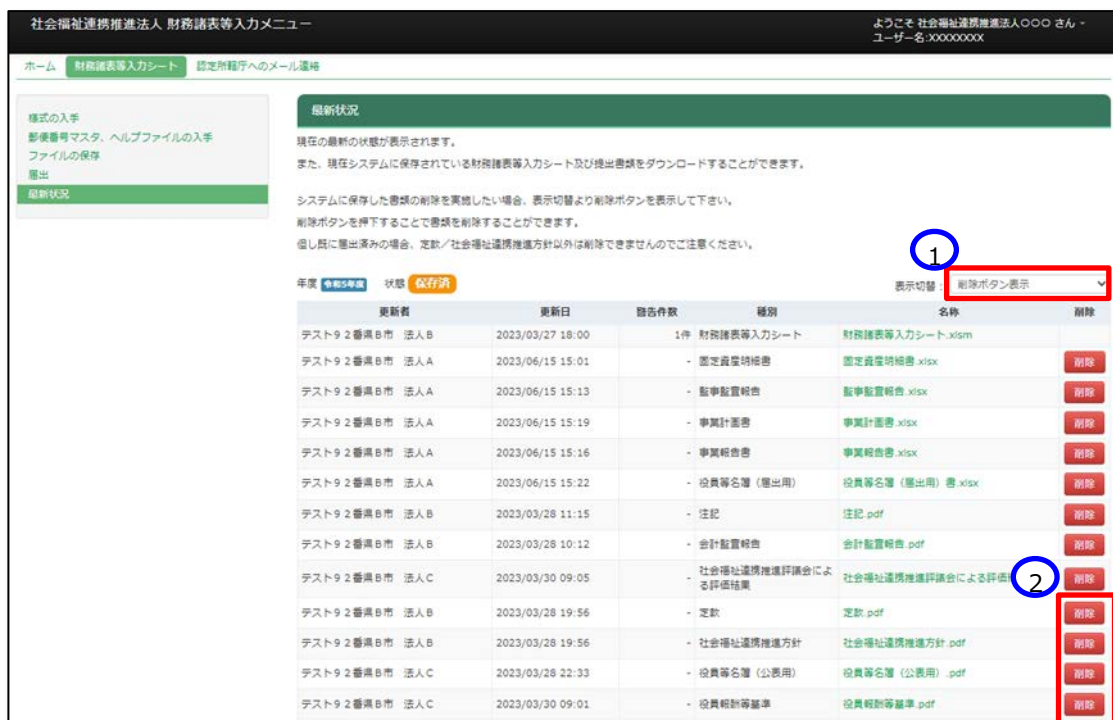 社会福祉連携推進法人 財務諸表等入力メニュー
ようこそ 社会福祉連携推進法人○○○ さん
ユーザー名:XXXXXXXX
ホーム 財務諸表等入力シート 認定所轄庁へのメール連絡
様式の入手
郵便番号マスタ、ヘルプファイルの入手
ファイルの保存
届出
最新状況
最新状況
現在の最新の状態が表示されます。
また、現在システムに保存されている財務諸表等入力シート及び提出書類をダウンロードすることができます。
システムに保存した書類の削除を実施したい場合、表示切替より削除ボタンを表示して下さい。
削除ボタンを押下することで書類を削除することができます。
但し既に届出済みの場合、定款／社会福祉連携推進方針以外は削除できませんのでご注意ください。
1
年度 令和5年度 状態 保存済 表示切替: 削除ボタン表示
更新者 更新日 警告件数 種別 名称 削除
テスト92番県B市 法人B 2023/03/27 18:00 1件 財務諸表等入力シート 財務諸表等入力シート.xlsm
テスト92番県B市 法人A 2023/06/15 15:01 - 固定資産明細書 固定資産明細書.xlsx 削除
テスト92番県B市 法人A 2023/06/15 15:13 - 監事監査報告 監事監査報告.xlsx 削除
テスト92番県B市 法人A 2023/06/15 15:19 - 事業計画書 事業計画書.xlsx 削除
テスト92番県B市 法人A 2023/06/15 15:16 - 事業報告書 事業報告書.xlsx 削除
テスト92番県B市 法人A 2023/06/15 15:22 - 役員等名簿（届出用） 役員等名簿（届出用）書.xlsx 削除
テスト92番県B市 法人B 2023/03/28 11:15 - 注記 注記.pdf 削除
テスト92番県B市 法人B 2023/03/28 10:12 - 会計監査報告 会計監査報告.pdf 削除
テスト92番県B市 法人C 2023/03/30 09:05 - 社会福祉連携推進評議会によ
る評価結果 社会福祉連携推進評議会による評価 削除
2
テスト92番県B市 法人B 2023/03/28 19:56 - 定款 定款.pdf 削除
テスト92番県B市 法人B 2023/03/28 19:56 - 社会福祉連携推進方針 社会福祉連携推進方針.pdf 削除
テスト92番県B市 法人C 2023/03/28 22:33 - 役員等名簿（公表用） 役員等名簿（公表用）.pdf 削除
テスト92番県B市 法人C 2023/03/30 09:01 - 役員報酬等基準 役員報酬等基準.pdf 削除